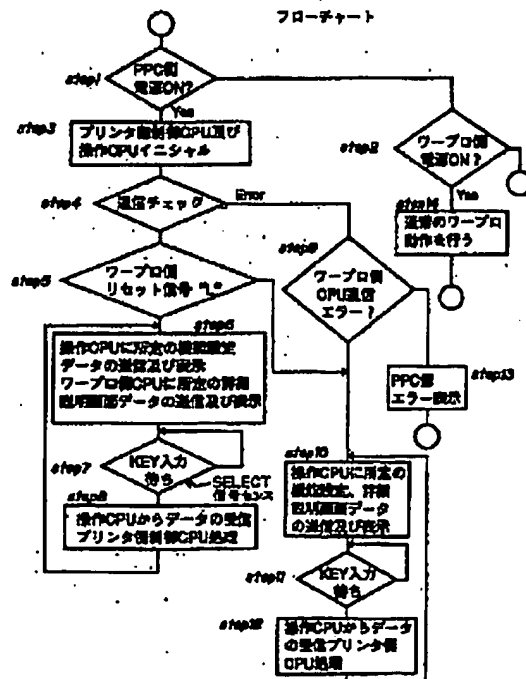 フローチャート
step1
PPC側
電源ON?
Yes
step3
プリンタ側制御CPU及び
操作CPUイニシャル
step2
ワープロ側
電源ON?
Yes
step14
通常のワープロ
動作を行う
step4
通信チェック
Error
step5
ワープロ側
リセット信号 "L"
step9
ワープロ側
CPU通信
エラー?
step6
操作CPUに所定の機能設定
データの送信及び表示
ワープロ側CPUに所定の詳細
説明画面データの送信及び表示
step13
PPC側
エラー表示
step7
KEY入力
待ち
SELECT
信号センス
step8
操作CPUからデータの受信
プリンタ側制御CPU処理
step10
操作CPUに所定の
機能設定、詳細
説明画面データ
の送信及び表示
step11
KEY入力
待ち
step12
操作CPUからデータ
の受信プリンタ側
CPU処理